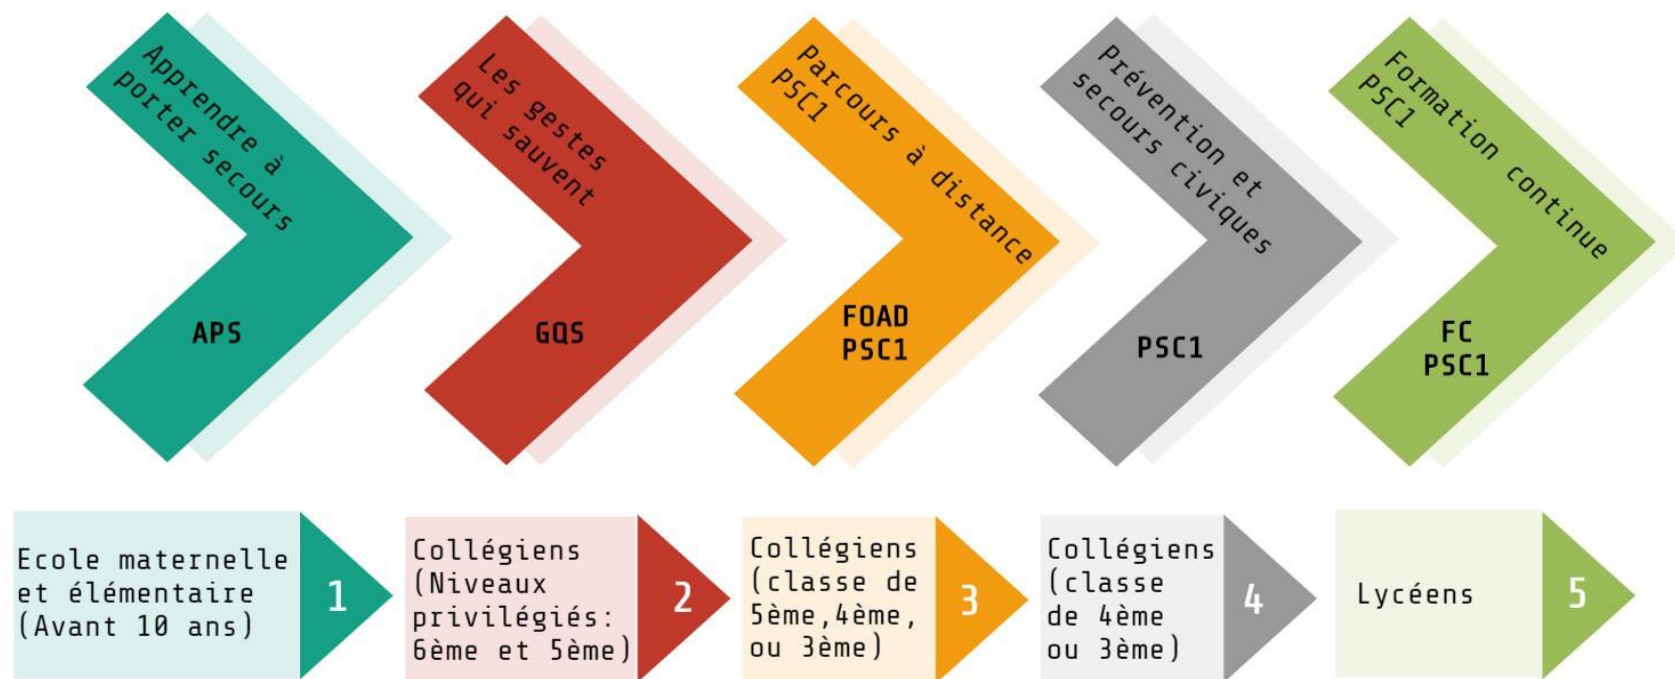 Apprendre à
porter secours
APS
Les gestes
qui sauvent
GQS
Parcours à distance
PSC1
FOAD
PSC1
Prévention et
secours civiques
PSC1
Formation continue
PSC1
FC
PSC1
Ecole maternelle
et élémentaire
(Avant 10 ans)
1
Collégiens
(Niveaux
privilégiés:
6ème et 5ème)
2
Collégiens
(classe de
5ème,4ème,
ou 3ème)
3
Collégiens
(classe
de 4ème
ou 3ème)
4
Lycéens
5